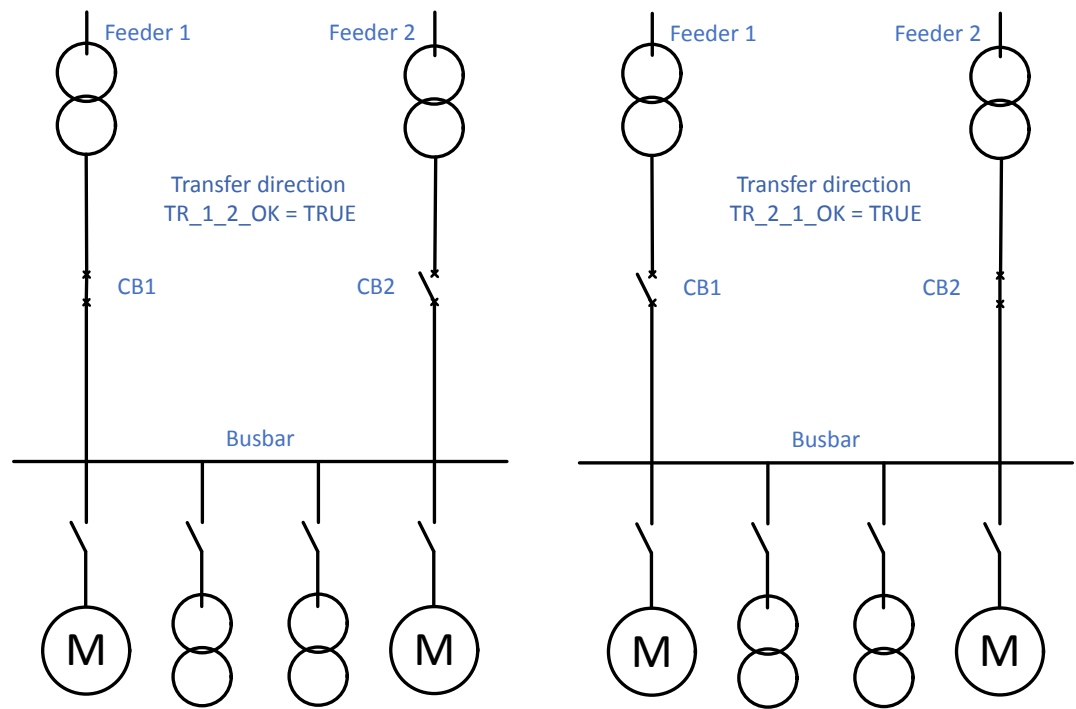 Feeder 1
Feeder 2
Transfer direction
TR_1_2_OK = TRUE
CB1
CB2
Busbar
M
M
Feeder 1
Feeder 2
Transfer direction
TR_2_1_OK = TRUE
CB1
CB2
Busbar
M
M